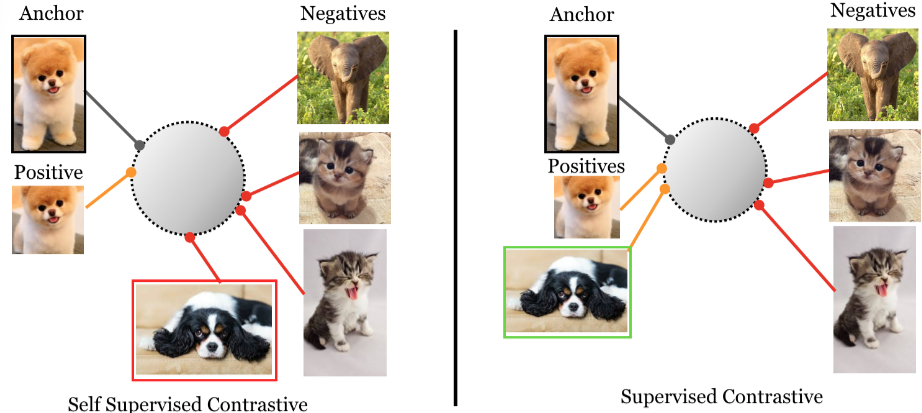 Anchor
Negatives
Positive
Self Supervised Contrastive
Anchor
Negatives
Positives
Supervised Contrastive